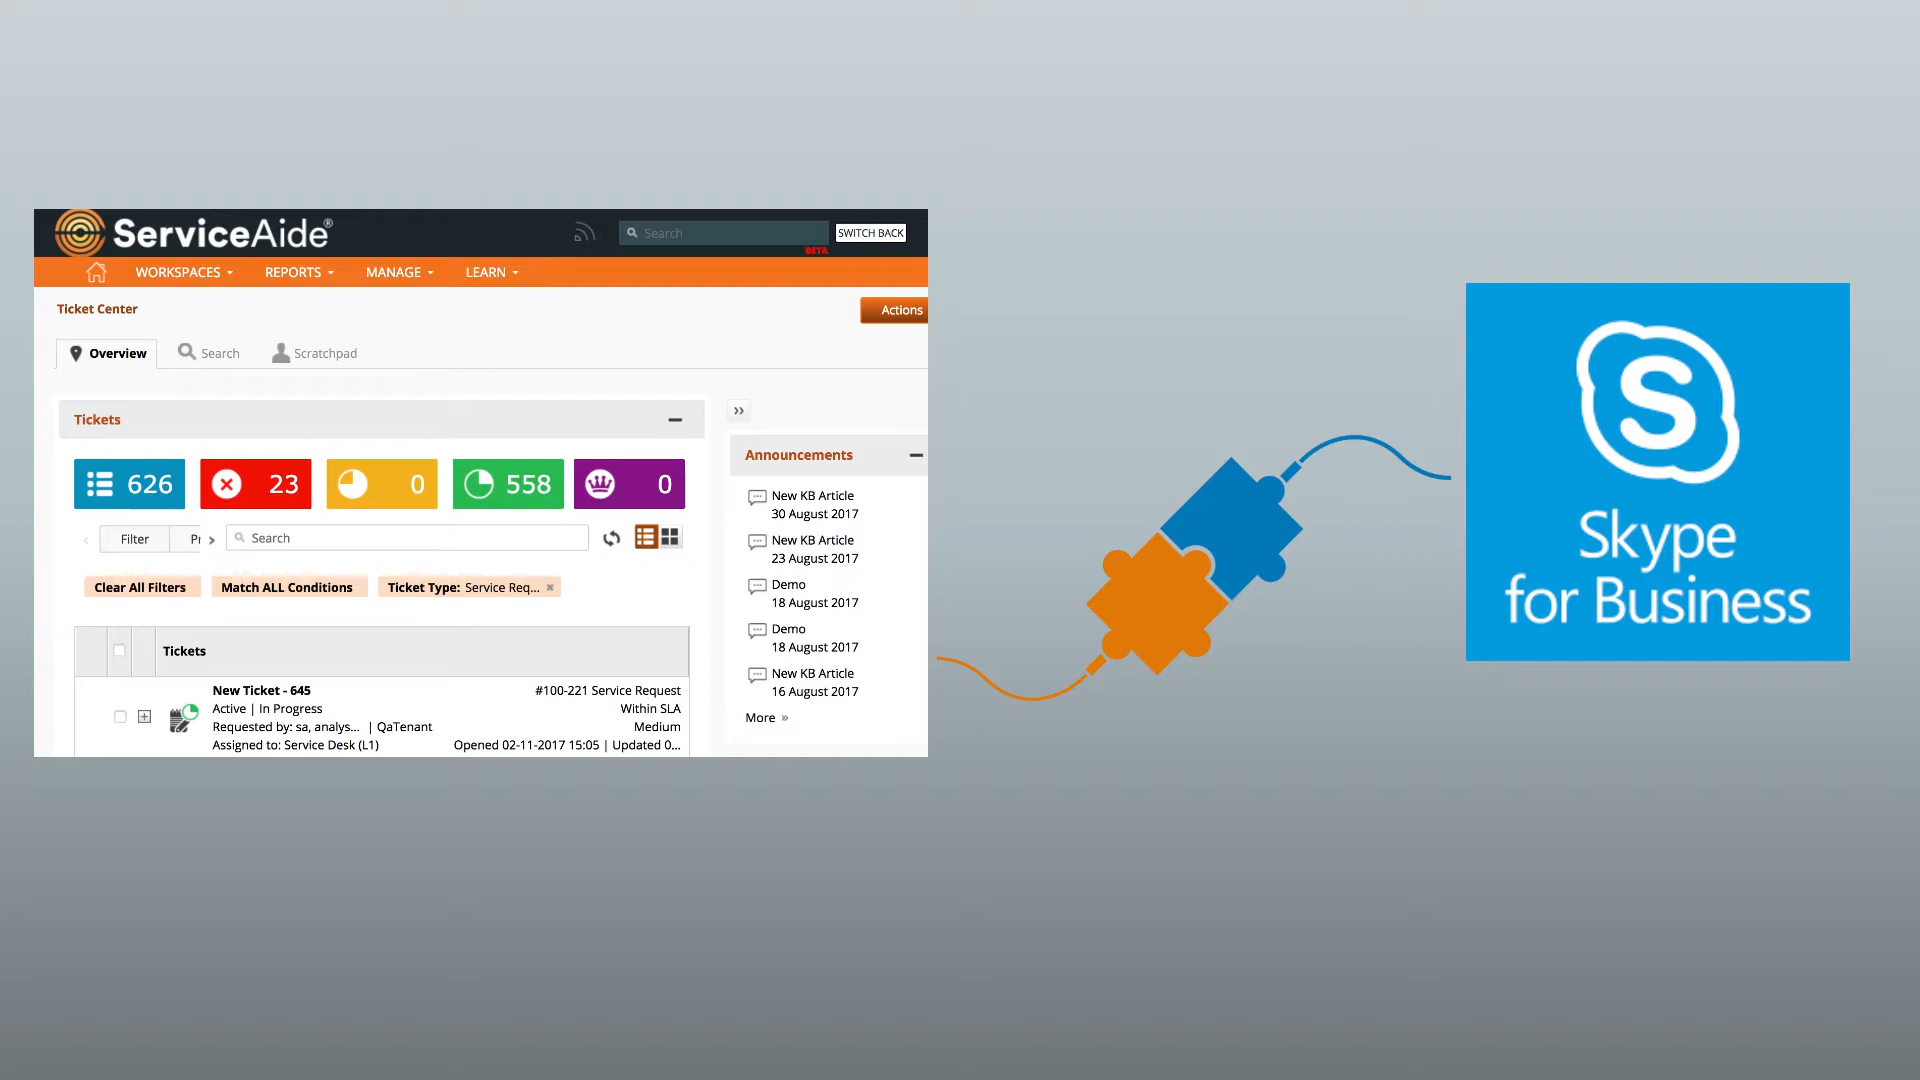 ServiceAide®
Search
SWITCH BACK
BETA
WORKSPACES
REPORTS
MANAGE
LEARN
Ticket Center
Actions
Overview
Search
Scratchpad
Tickets
626
23
0
558
0
Filter
Search
Clear All Filters
Match ALL Conditions
Ticket Type: Service Req...
Tickets
New Ticket - 645
#100-221 Service Request
Active | In Progress
Within SLA
Requested by: sa, analys... | QaTenant
Medium
Assigned to: Service Desk (L1)
Opened 02-11-2017 15:05 | Updated 0...
»
Announcements
New KB Article
30 August 2017
New KB Article
23 August 2017
Demo
18 August 2017
Demo
18 August 2017
New KB Article
16 August 2017
More »
S
Skype
for Business